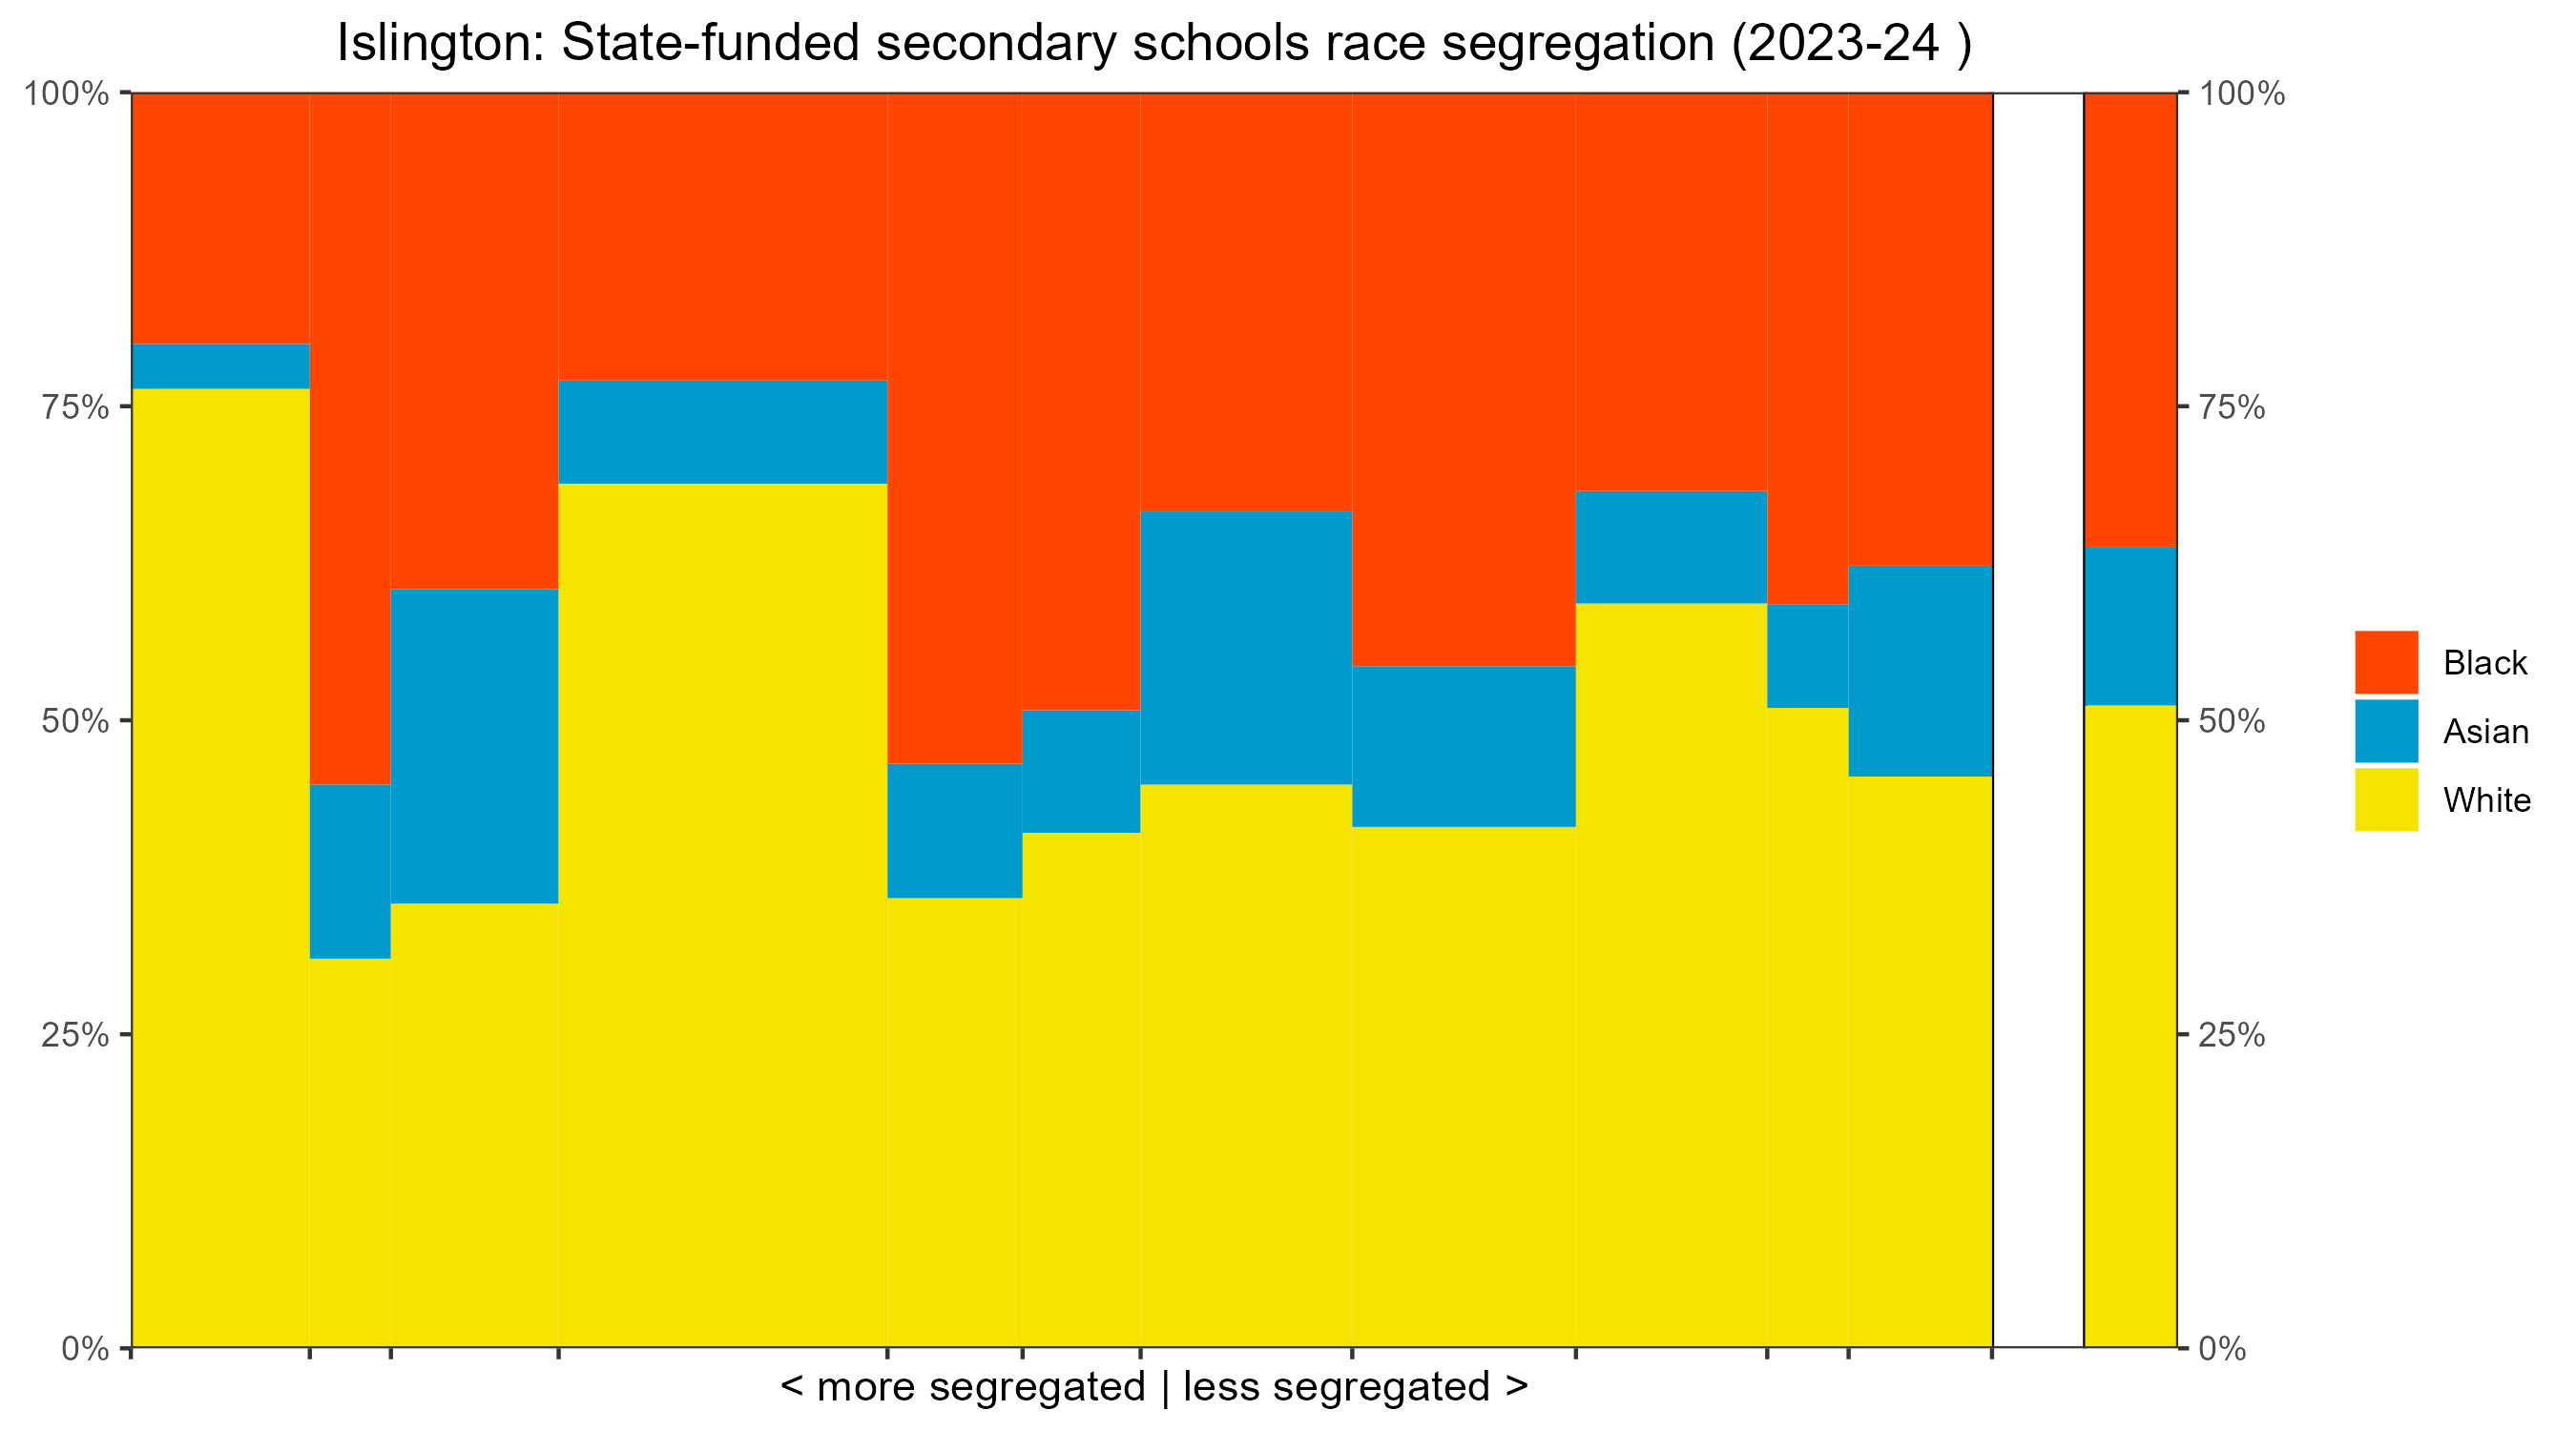 Islington: State-funded secondary schools race segregation (2023-24 )
100%
75%
50%
25%
0%
100%
75%
50%
25%
0%
< more segregated | less segregated >
Black
Asian
White